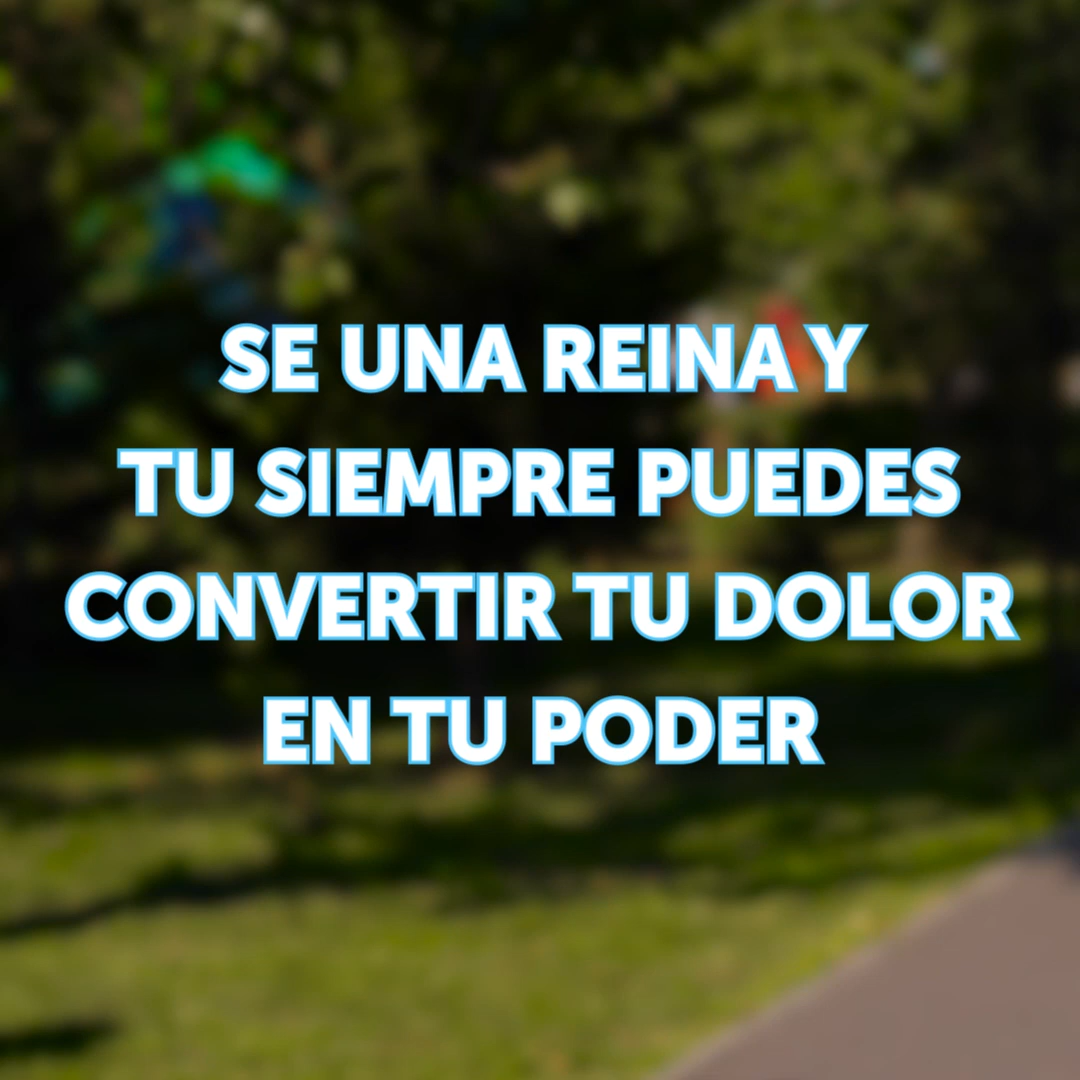 SE UNA REINA Y
TU SIEMPRE PUEDES
CONVERTIR TU DOLOR
EN TU PODER